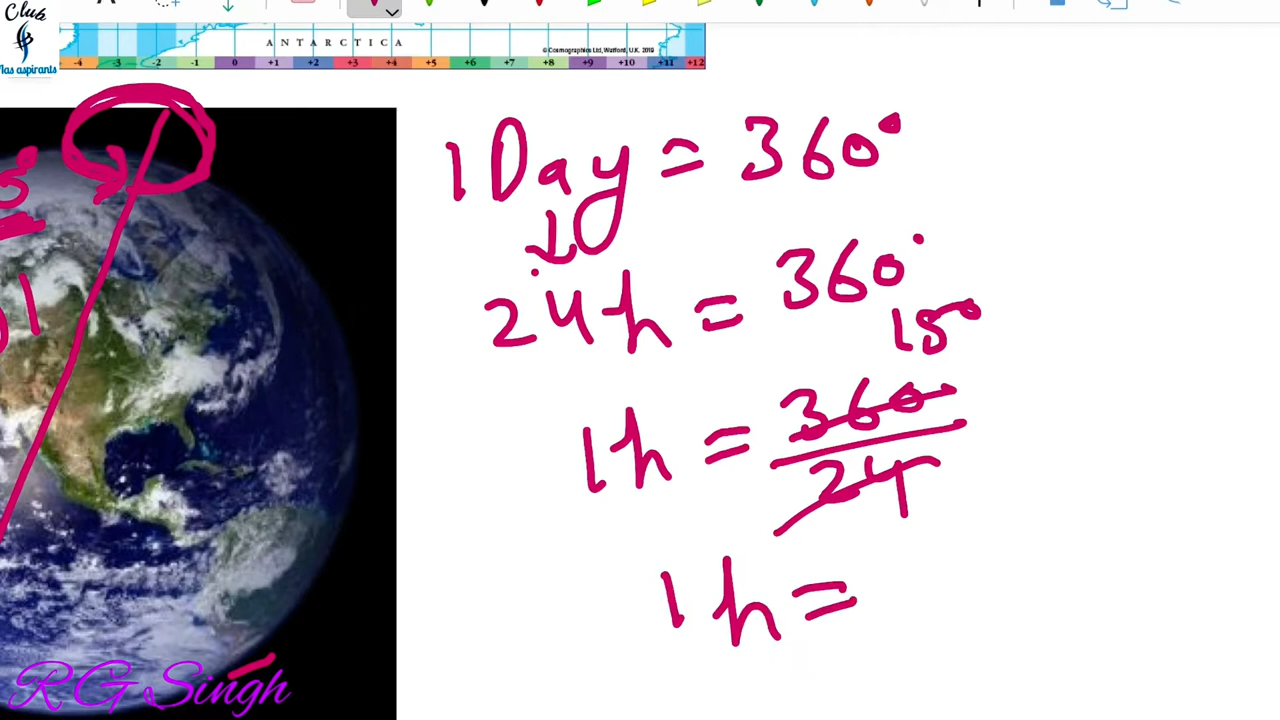 Club
Ias aspirants
ANTARCTICA
© Cosmographics Ltd, Watford, U.K. 2019
-4 -3 -2 -1 0 +1 +2 +3 +4 +5 +6 +7 +8 +9 +10 +11 +12
1 Day = 360°
24h = 360°
15°
1h = 360
24
1h =
RG Singh